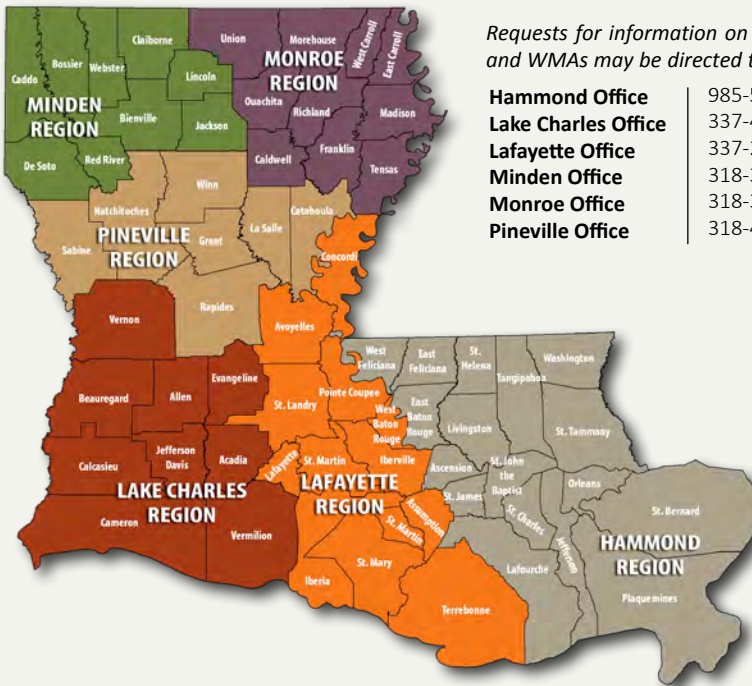 Requests for information on
and WMAs may be directed t
Hammond Office 985-5
Lake Charles Office 337-4
Lafayette Office 337-
Minden Office 318-3
Monroe Office 318-3
Pineville Office 318-4
Claiborne
Union
Morehouse
West Carroll
East Carroll
Caddo
Bossier
Webster
Lincoln
MONROE
REGION
MINDEN
REGION
Ouachita
Richland
Madison
Bienville
Jackson
Franklin
De Soto
Red River
Caldwell
Tensas
Winn
Natchitoches
La Salle
Catahoula
PINEVILLE
REGION
Sabine
Grant
Concordi
Rapides
Vernon
Avoyelles
West
Feliciana
East
Feliciana
St.
Helena
Washington
Tangipahoa
Beauregard
Allen
Evangeline
Pointe Coupee
St. Landry
West
Baton
Rouge
East
Baton
Rouge
Livingston
St. Tammany
Calcasieu
Jefferson
Davis
Acadia
Lafayette
St. Martin
Iberville
Ascension
St. John
the
Baptist
Orleans
LAKE CHARLES
REGION
LAFAYETTE
REGION
St. James
St. Charles
St. Bernard
Cameron
Vermilion
Assumption
St. Martin
Jefferson
HAMMOND
REGION
Iberia
St. Mary
Lafourche
Terrebonne
Plaquemines